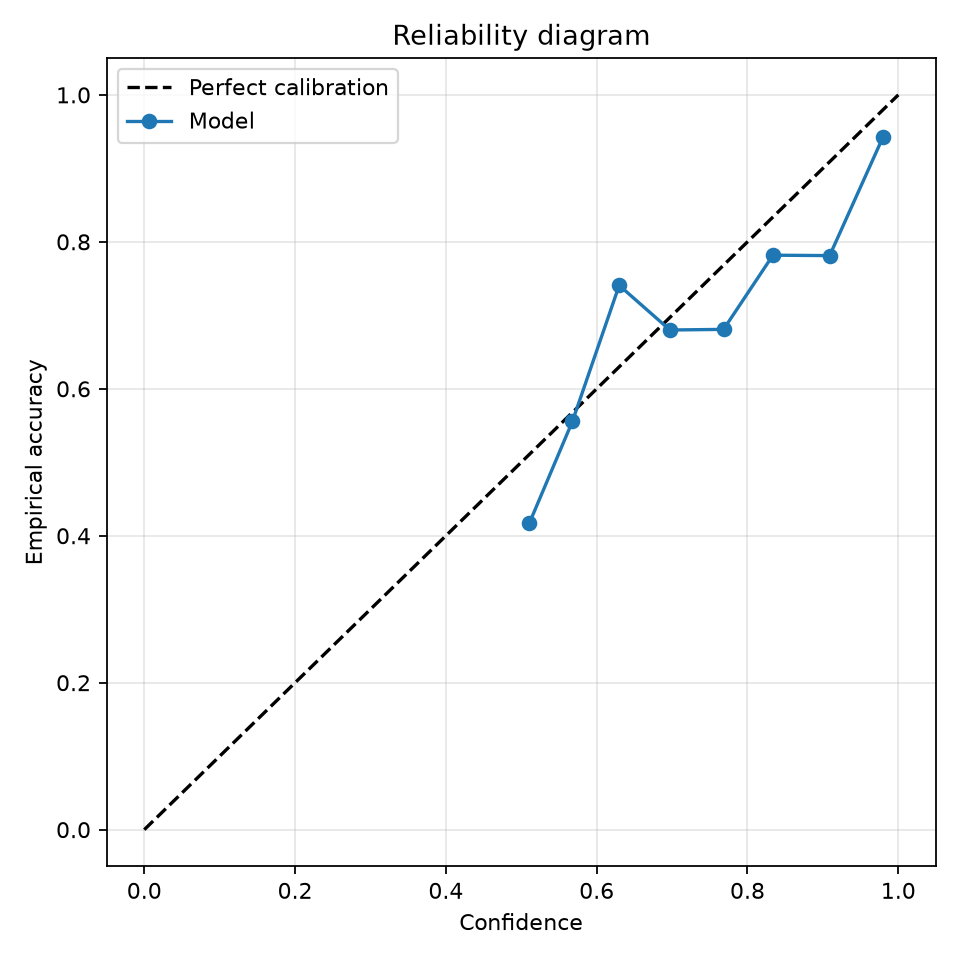 Reliability diagram
Perfect calibration
Model
1.0
0.8
0.6
0.4
0.2
0.0
Empirical accuracy
0.0 0.2 0.4 0.6 0.8 1.0
Confidence